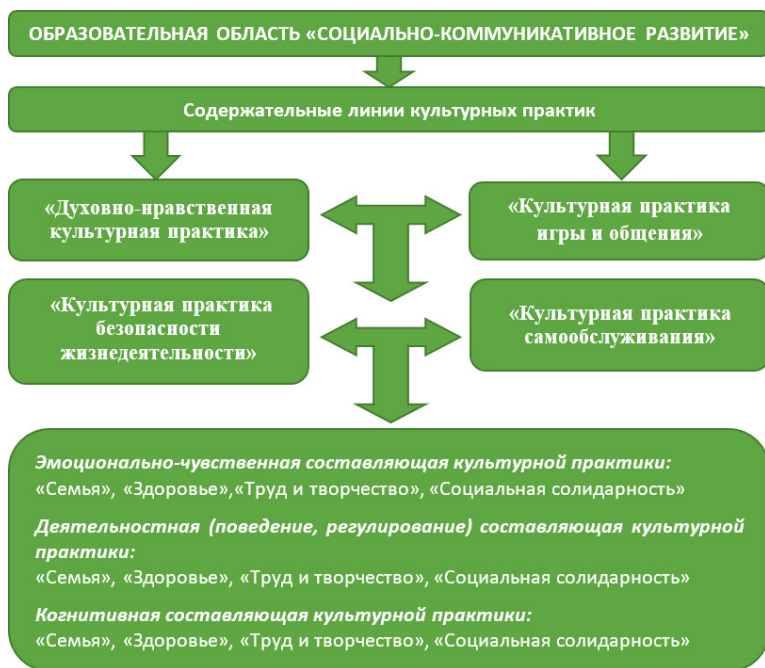 ОБРАЗОВАТЕЛЬНАЯ ОБЛАСТЬ «СОЦИАЛЬНО-КОММУНИКАТИВНОЕ РАЗВИТИЕ»
Содержательные линии культурных практик
«Духовно-нравственная
культурная практика»
«Культурная практика
игры и общения»
«Культурная практика
безопасности
жизнедеятельности»
«Культурная практика
самообслуживания»
Эмоционально-чувственная составляющая культурной практики:
«Семья», «Здоровье»,«Труд и творчество», «Социальная солидарность»
Деятельностная (поведение, регулирование) составляющая культурной
практики:
«Семья», «Здоровье», «Труд и творчество», «Социальная солидарность»
Когнитивная составляющая культурной практики:
«Семья», «Здоровье», «Труд и творчество», «Социальная солидарность»